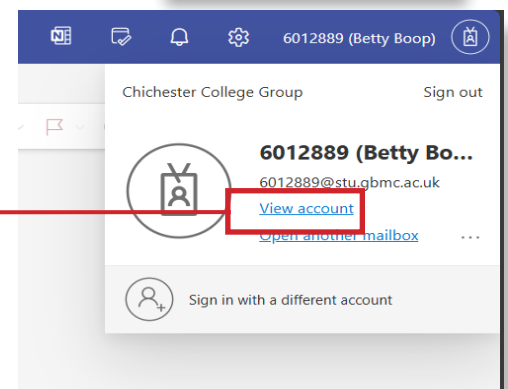 6012889 (Betty Boop)
Chichester College Group Sign out
6012889 (Betty Bo...
6012889@stu.gbmc.ac.uk
View account
Open another mailbox ...
Sign in with a different account